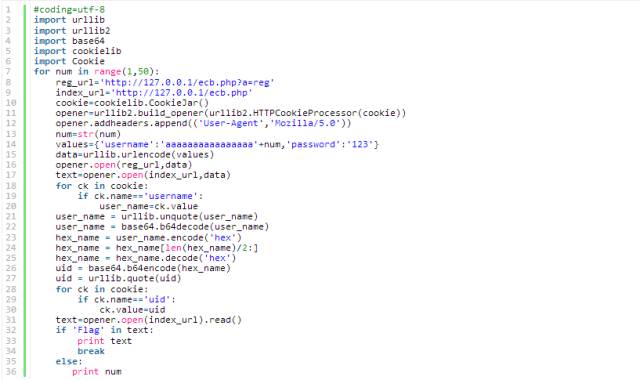 1 #coding=utf-8
2 import urllib
3 import urllib2
4 import base64
5 import cookielib
6 import Cookie
7 for num in range(1,50):
8     reg_url='http://127.0.0.1/ecb.php?a=reg'
9     index_url='http://127.0.0.1/ecb.php'
10     cookie=cookielib.CookieJar()
11     opener=urllib2.build_opener(urllib2.HTTPCookieProcessor(cookie))
12     opener.addheaders.append(('User-Agent','Mozilla/5.0'))
13     num=str(num)
14     values={'username':'aaaaaaaaaaaaaaaa'+num,'password':'123'}
15     data=urllib.urlencode(values)
16     opener.open(reg_url,data)
17     text=opener.open(index_url,data)
18     for ck in cookie:
19         if ck.name=='username':
20             user_name=ck.value
21     user_name = urllib.unquote(user_name)
22     user_name = base64.b64decode(user_name)
23     hex_name = user_name.encode('hex')
24     hex_name = hex_name[len(hex_name)/2:]
25     hex_name = hex_name.decode('hex')
26     uid = base64.b64encode(hex_name)
27     uid = urllib.quote(uid)
28     for ck in cookie:
29         if ck.name=='uid':
30             ck.value=uid
31     text=opener.open(index_url).read()
32     if 'Flag' in text:
33         print text
34         break
35     else:
36        print num